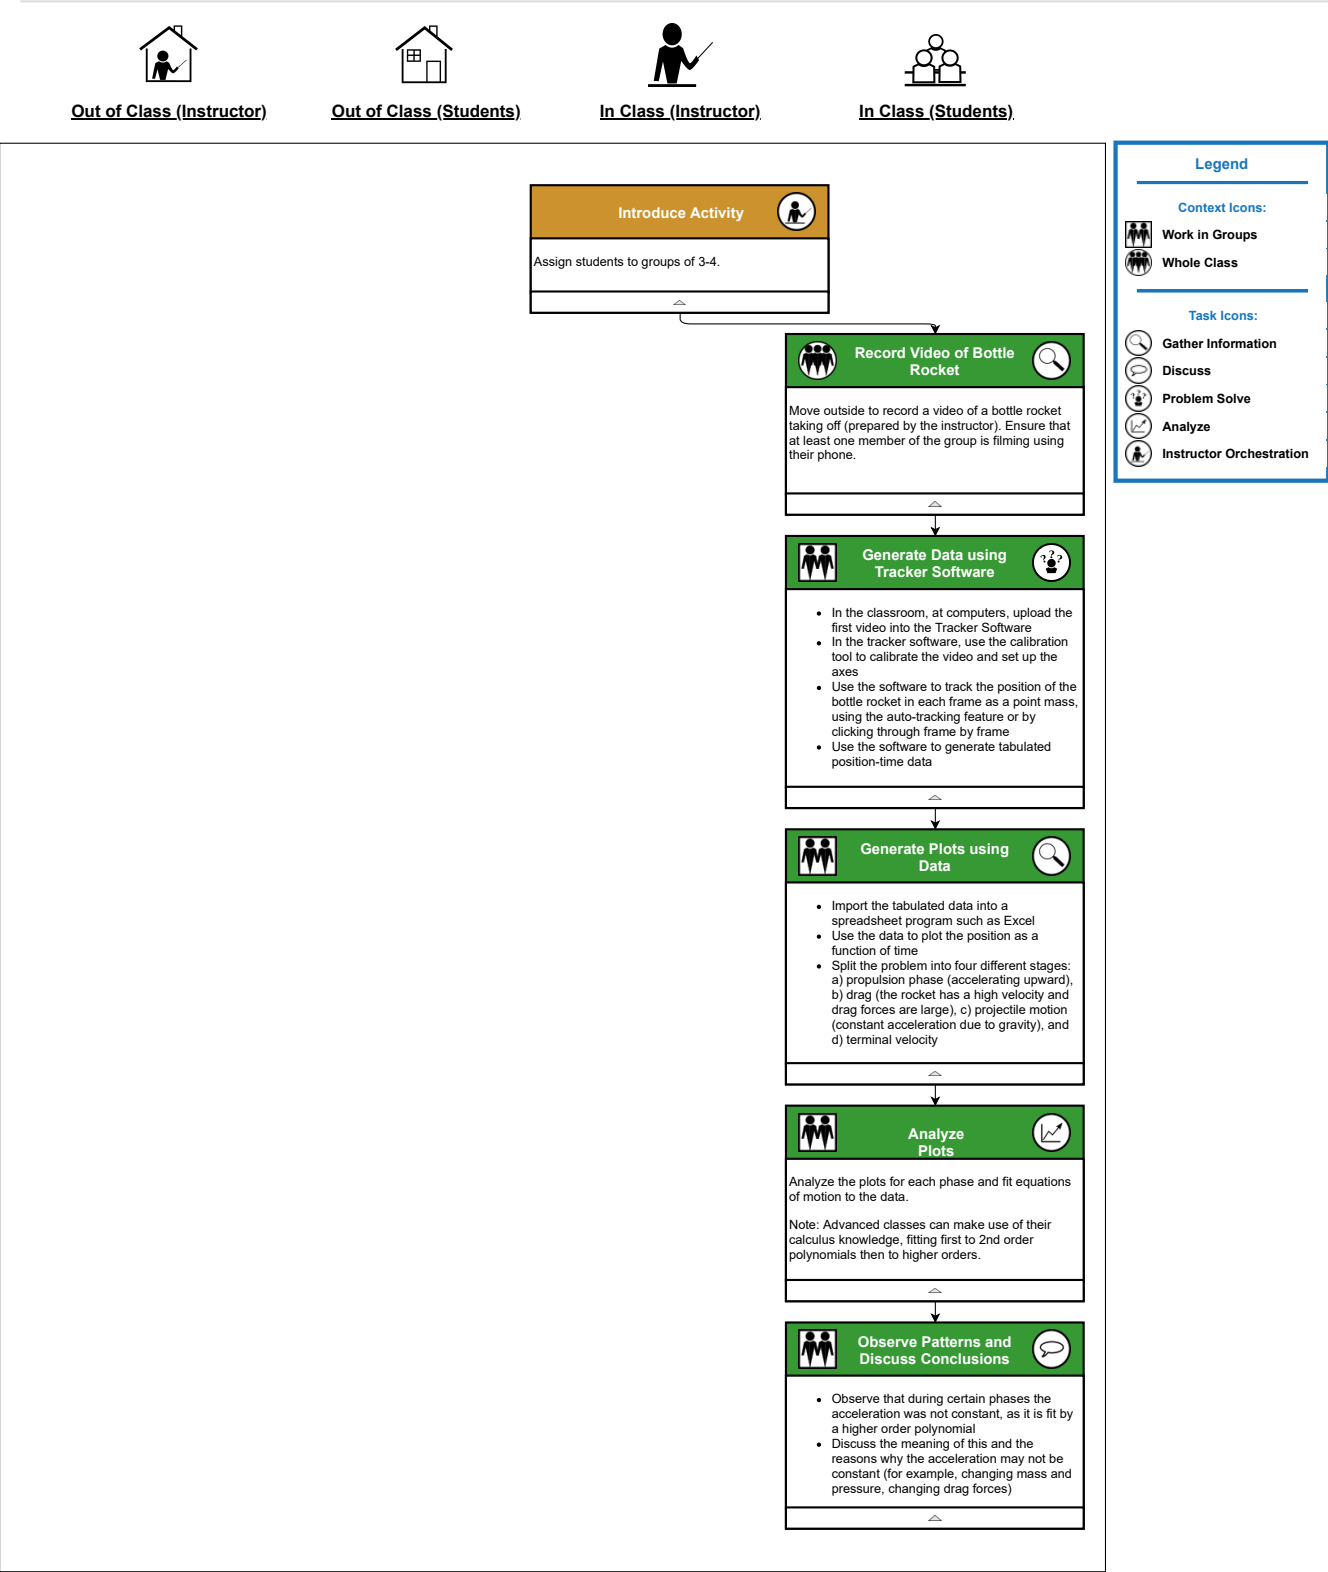 Out of Class (Instructor)
Out of Class (Students)
In Class (Instructor)
In Class (Students)
Legend
Context Icons:
Work in Groups
Whole Class
Task Icons:
Gather Information
Discuss
Problem Solve
Analyze
Instructor Orchestration
Introduce Activity
Assign students to groups of 3-4.
Record Video of Bottle
Rocket
Move outside to record a video of a bottle rocket
taking off (prepared by the instructor). Ensure that
at least one member of the group is filming using
their phone.
Generate Data using
Tracker Software
???
• In the classroom, at computers, upload the
first video into the Tracker Software
• In the tracker software, use the calibration
tool to calibrate the video and set up the
axes
• Use the software to track the position of the
bottle rocket in each frame as a point mass,
using the auto-tracking feature or by
clicking through frame by frame
• Use the software to generate tabulated
position-time data
Generate Plots using
Data
• Import the tabulated data into a
spreadsheet program such as Excel
• Use the data to plot the position as a
function of time
• Split the problem into four different stages:
a) propulsion phase (accelerating upward),
b) drag (the rocket has a high velocity and
drag forces are large), c) projectile motion
(constant acceleration due to gravity), and
d) terminal velocity
Analyze
Plots
Analyze the plots for each phase and fit equations
of motion to the data.
Note: Advanced classes can make use of their
calculus knowledge, fitting first to 2nd order
polynomials then to higher orders.
Observe Patterns and
Discuss Conclusions
• Observe that during certain phases the
acceleration was not constant, as it is fit by
a higher order polynomial
• Discuss the meaning of this and the
reasons why the acceleration may not be
constant (for example, changing mass and
pressure, changing drag forces)